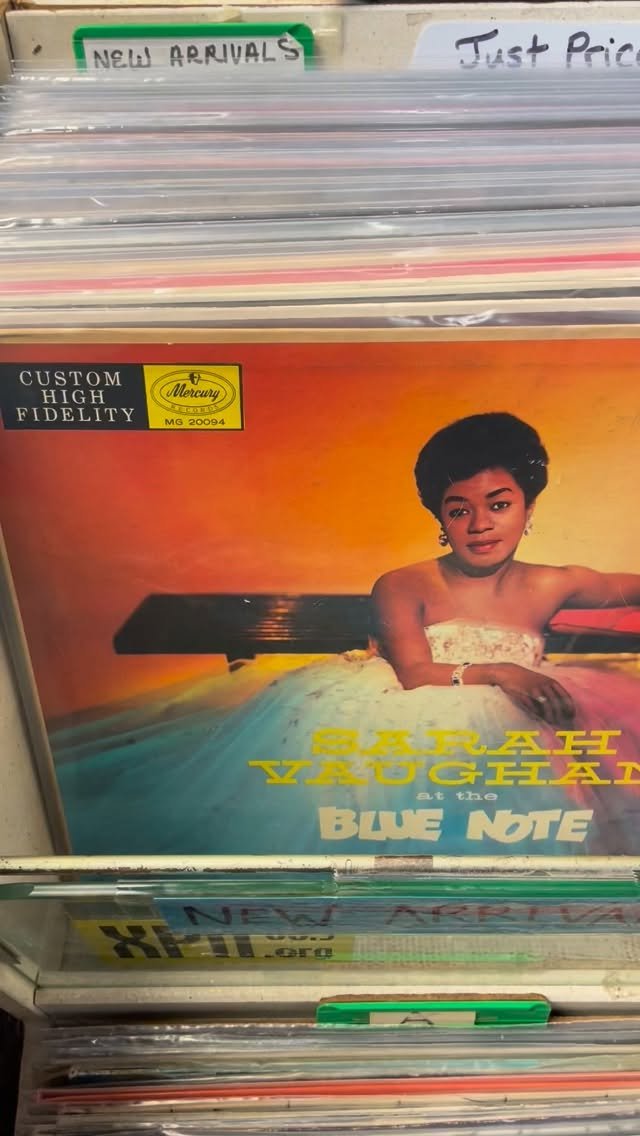 NEW ARRIVALS
Just Pric
CUSTOM
HIGH
FIDELITY
Mercury
RECORDS
MG 20094
SARAH
VAUGHAN
at the
BLUE NOTE
NEW ARRIVA
.org
A